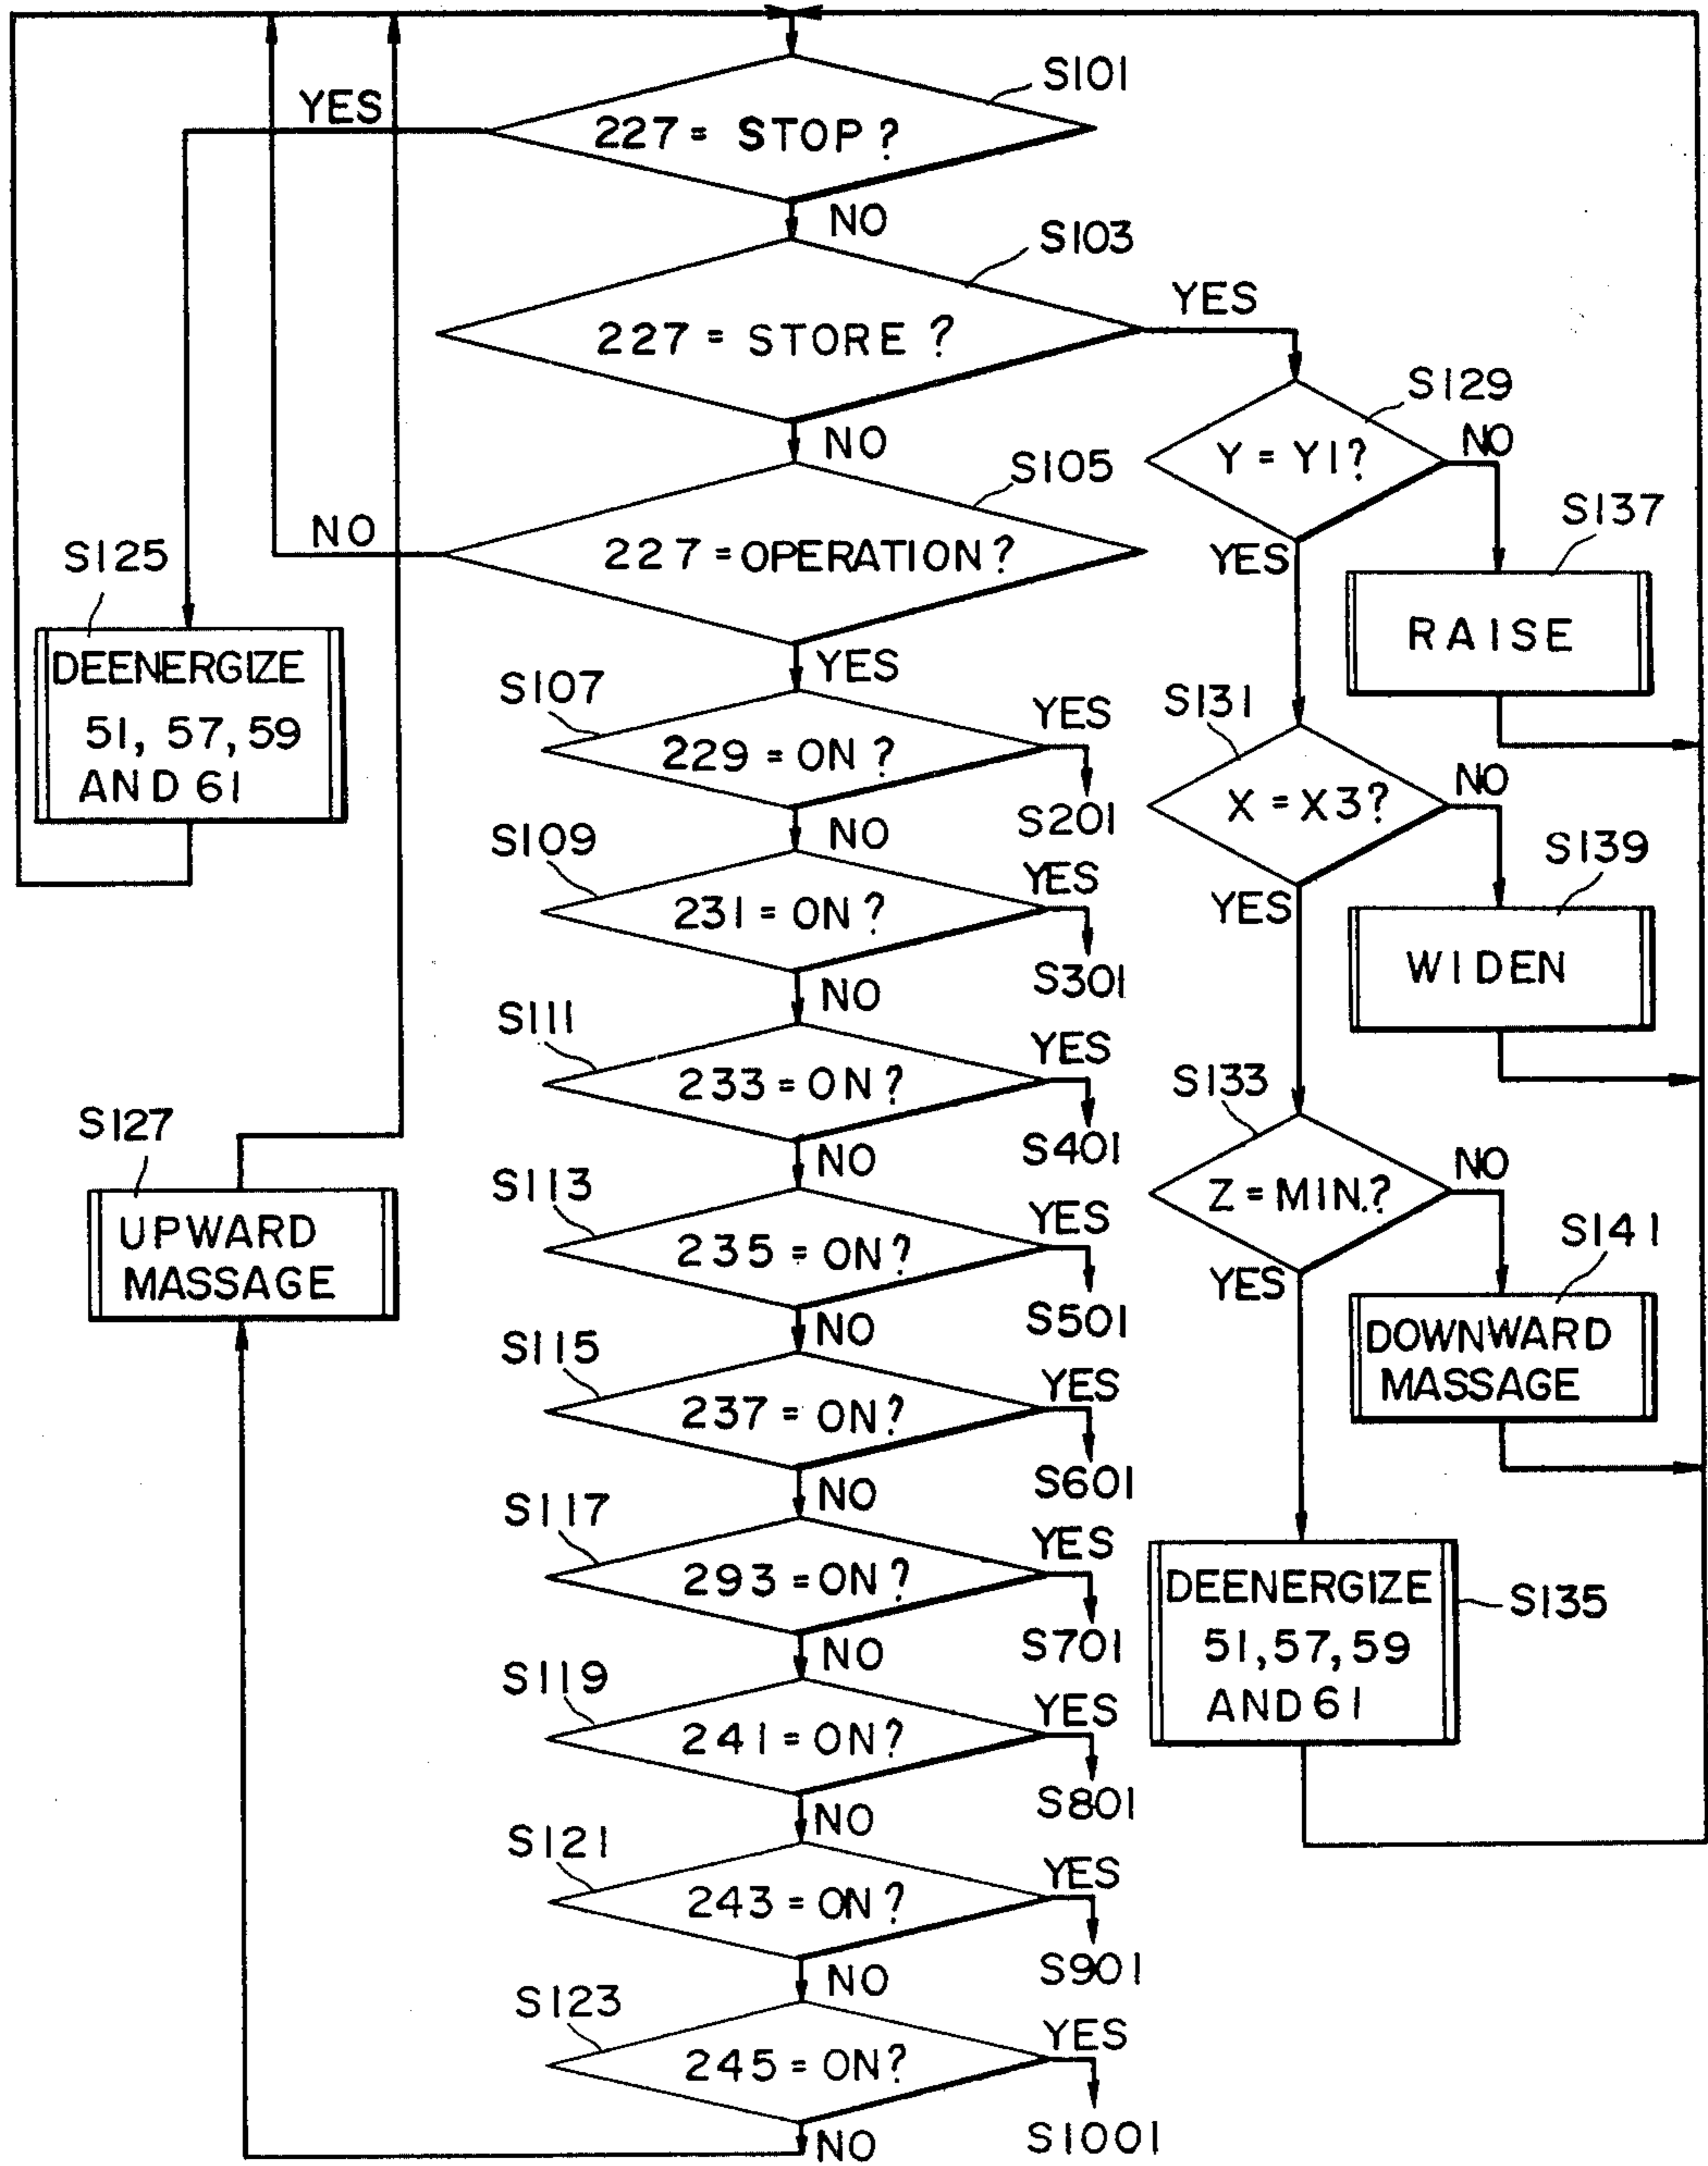 S101
YES
227 = STOP ?
NO
S103
YES
227 = STORE ?
S129
NO
Y = Y1 ?
NO
S105
S137
NO
227 = OPERATION ?
YES
S125
RAISE
DEENERGIZE
51, 57, 59
AND 61
YES
S107
YES
229 = ON ?
S201
S131
NO
X = X3 ?
NO
S109
YES
231 = ON ?
S301
S139
YES
WIDEN
NO
S111
YES
233 = ON ?
S401
S133
NO
Z = MIN. ?
S127
UPWARD
MASSAGE
NO
S113
YES
235 = ON ?
S501
S141
YES
DOWNWARD
MASSAGE
NO
S115
YES
237 = ON ?
S601
NO
S117
YES
293 = ON ?
S701
DEENERGIZE
51, 57, 59
AND 61
S135
NO
S119
YES
241 = ON ?
S801
NO
S121
YES
243 = ON ?
S901
NO
S123
YES
245 = ON ?
S1001
NO